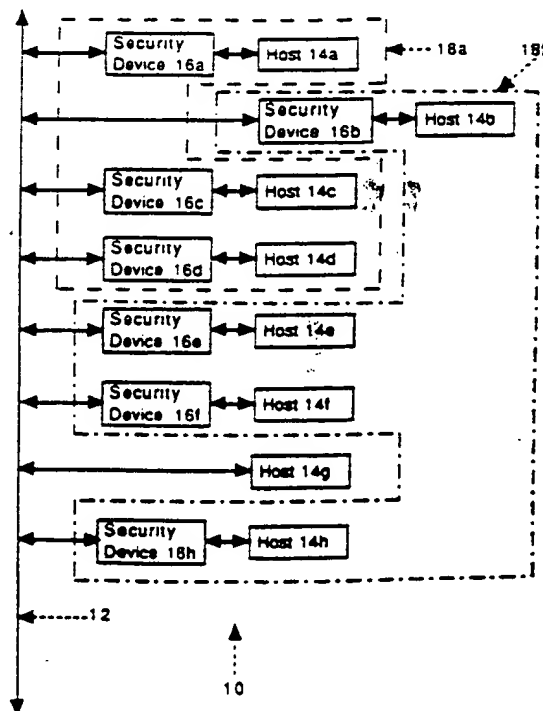 Security
Device 16a
Host 14a
18a
Security
Device 16b
Host 14b
Security
Device 16c
Host 14c
Security
Device 16d
Host 14d
Security
Device 16e
Host 14e
Security
Device 16f
Host 14f
Host 14g
Security
Device 16h
Host 14h
12
10